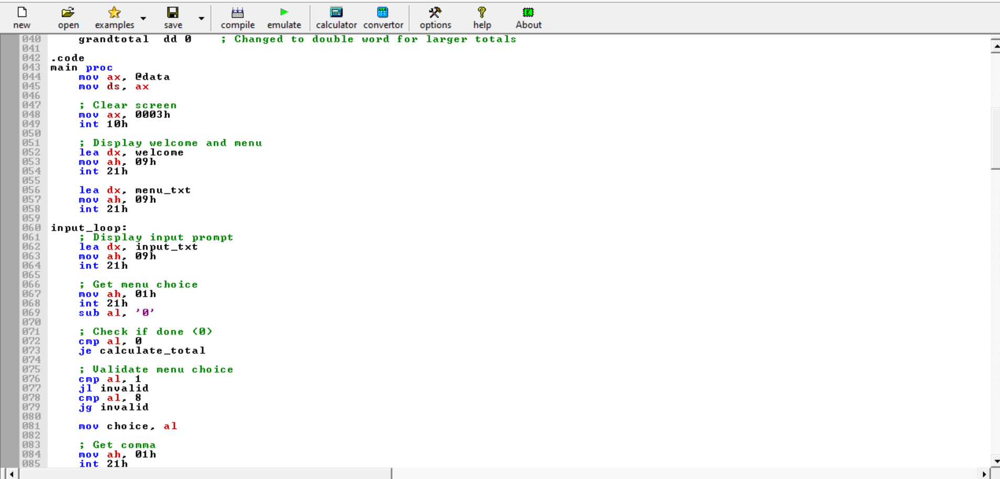 new open examples save compile emulate calculator convertor options help About
040 grandtotal dd 0 ; Changed to double word for larger totals
041
042 .code
043 main proc
044 mov ax, @data
045 mov ds, ax
046
047 ; Clear screen
048 mov ax, 0003h
049 int 10h
050
051 ; Display welcome and menu
052 lea dx, welcome
053 mov ah, 09h
054 int 21h
055
056 lea dx, menu_txt
057 mov ah, 09h
058 int 21h
059
060 input_loop:
061 ; Display input prompt
062 lea dx, input_txt
063 mov ah, 09h
064 int 21h
065
066 ; Get menu choice
067 mov ah, 01h
068 int 21h
069 sub al, '0'
070
071 ; Check if done (0)
072 cmp al, 0
073 je calculate_total
074
075 ; Validate menu choice
076 cmp al, 1
077 jl invalid
078 cmp al, 8
079 jg invalid
080
081 mov choice, al
082
083 ; Get comma
084 mov ah, 01h
085 int 21h